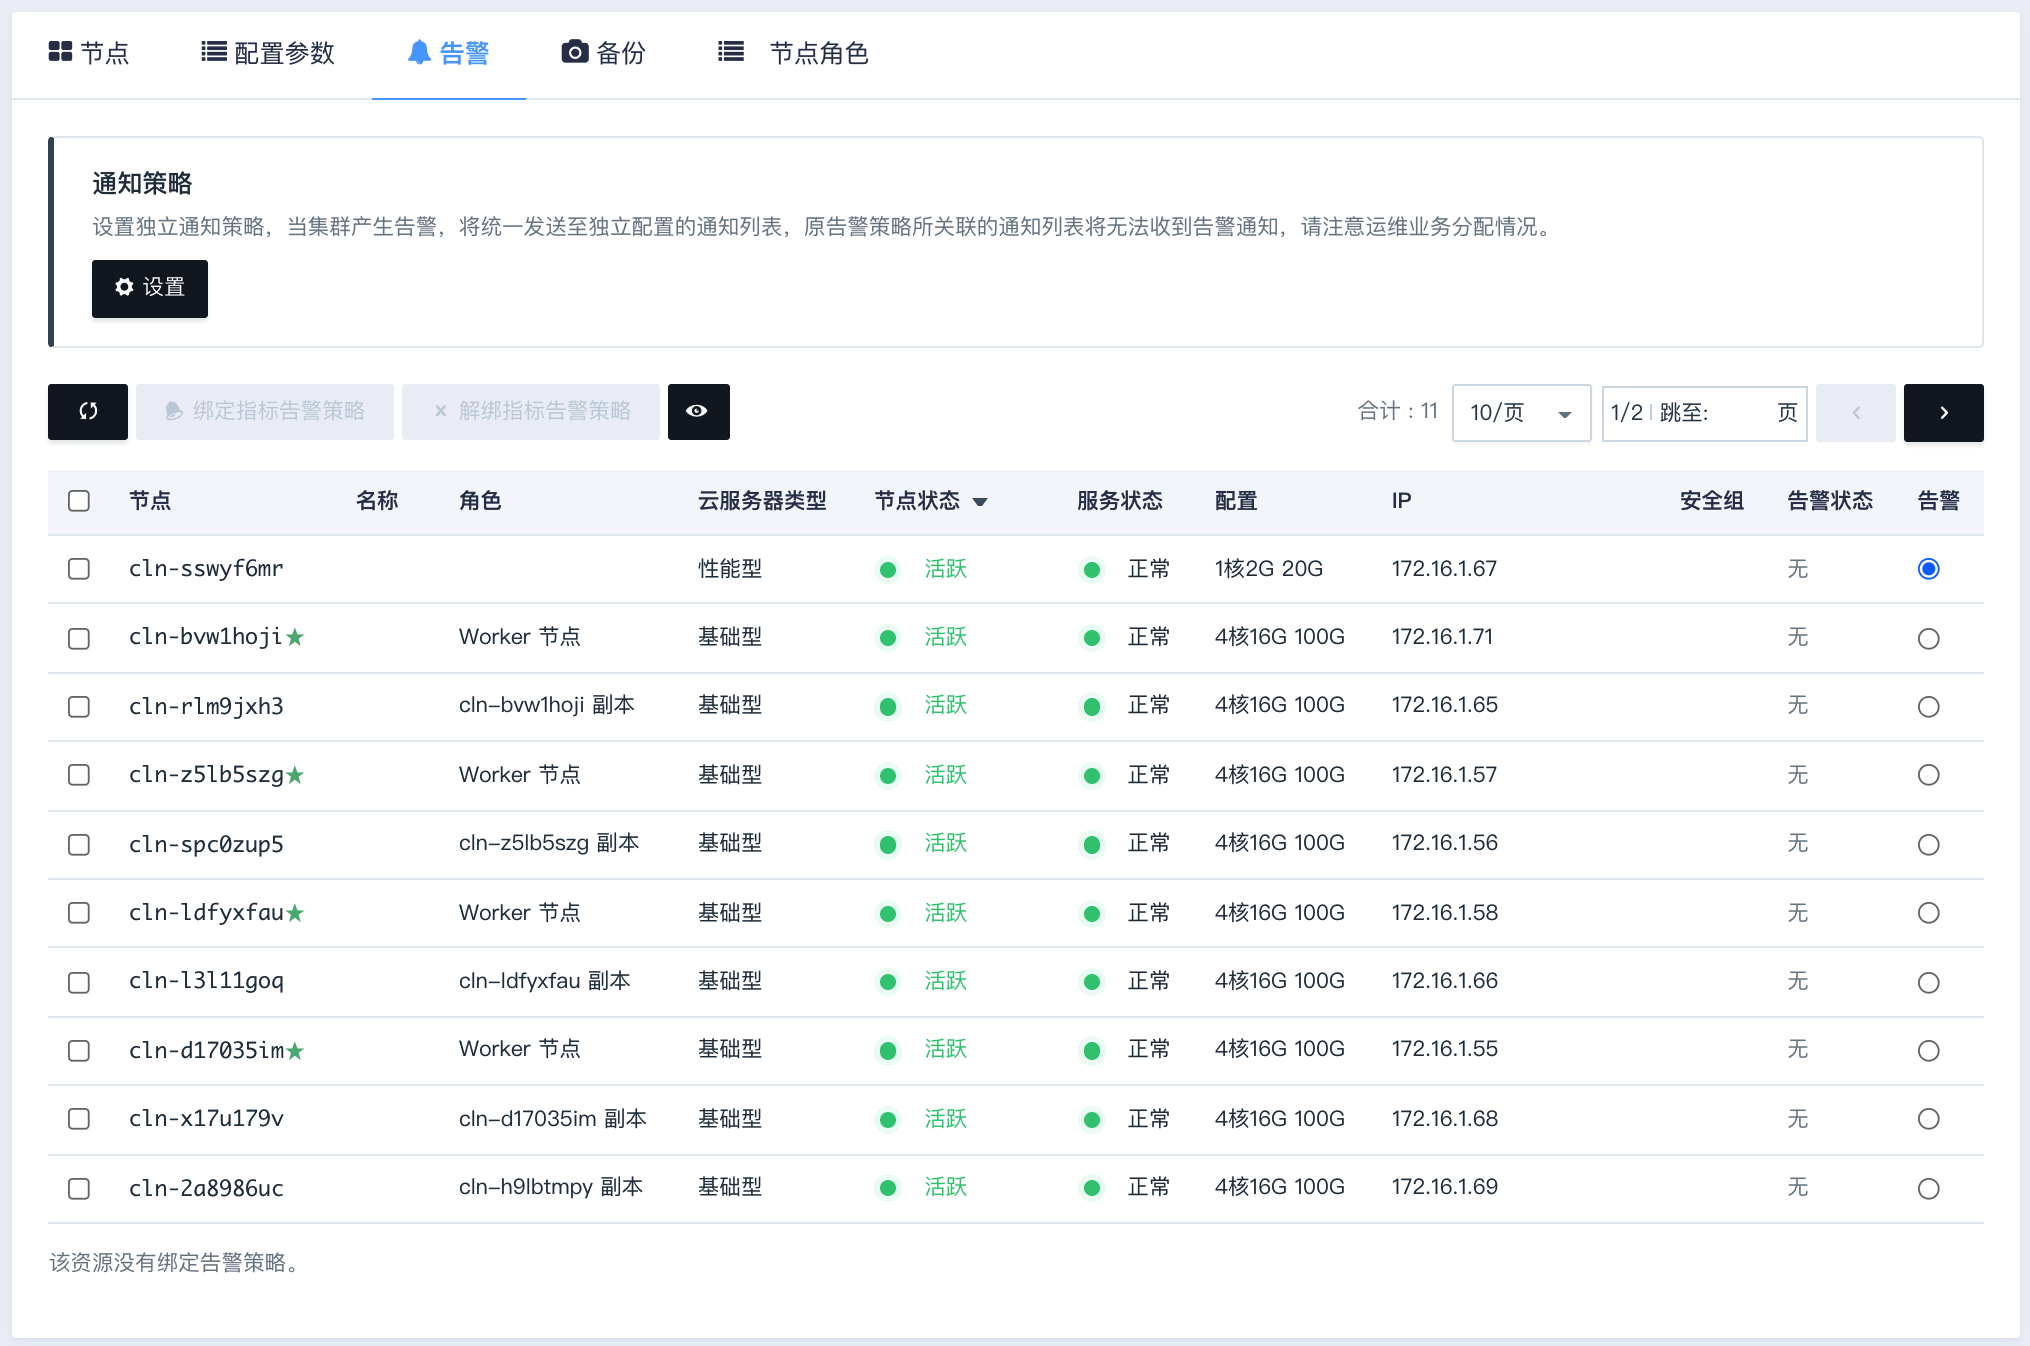 节点 配置参数 告警 备份 节点角色
通知策略
设置独立通知策略，当集群产生告警，将统一发送至独立配置的通知列表，原告警策略所关联的通知列表将无法收到告警通知，请注意运维业务分配情况。
设置
绑定指标告警策略 × 解绑指标告警策略 合计：11 10/页 1/2 跳至: 页
节点 名称 角色 云服务器类型 节点状态 服务状态 配置 IP 安全组 告警状态 告警
cln-sswyf6mr 性能型 活跃 正常 1核2G 20G 172.16.1.67 无
cln-bvw1hoji★ Worker 节点 基础型 活跃 正常 4核16G 100G 172.16.1.71 无
cln-rlm9jxh3 cln-bvw1hoji 副本 基础型 活跃 正常 4核16G 100G 172.16.1.65 无
cln-z5lb5szg★ Worker 节点 基础型 活跃 正常 4核16G 100G 172.16.1.57 无
cln-spc0zup5 cln-z5lb5szg 副本 基础型 活跃 正常 4核16G 100G 172.16.1.56 无
cln-ldfyxfau★ Worker 节点 基础型 活跃 正常 4核16G 100G 172.16.1.58 无
cln-l3l11goq cln-ldfyxfau 副本 基础型 活跃 正常 4核16G 100G 172.16.1.66 无
cln-d17035im★ Worker 节点 基础型 活跃 正常 4核16G 100G 172.16.1.55 无
cln-x17u179v cln-d17035im 副本 基础型 活跃 正常 4核16G 100G 172.16.1.68 无
cln-2a8986uc cln-h9lbtmpy 副本 基础型 活跃 正常 4核16G 100G 172.16.1.69 无
该资源没有绑定告警策略。